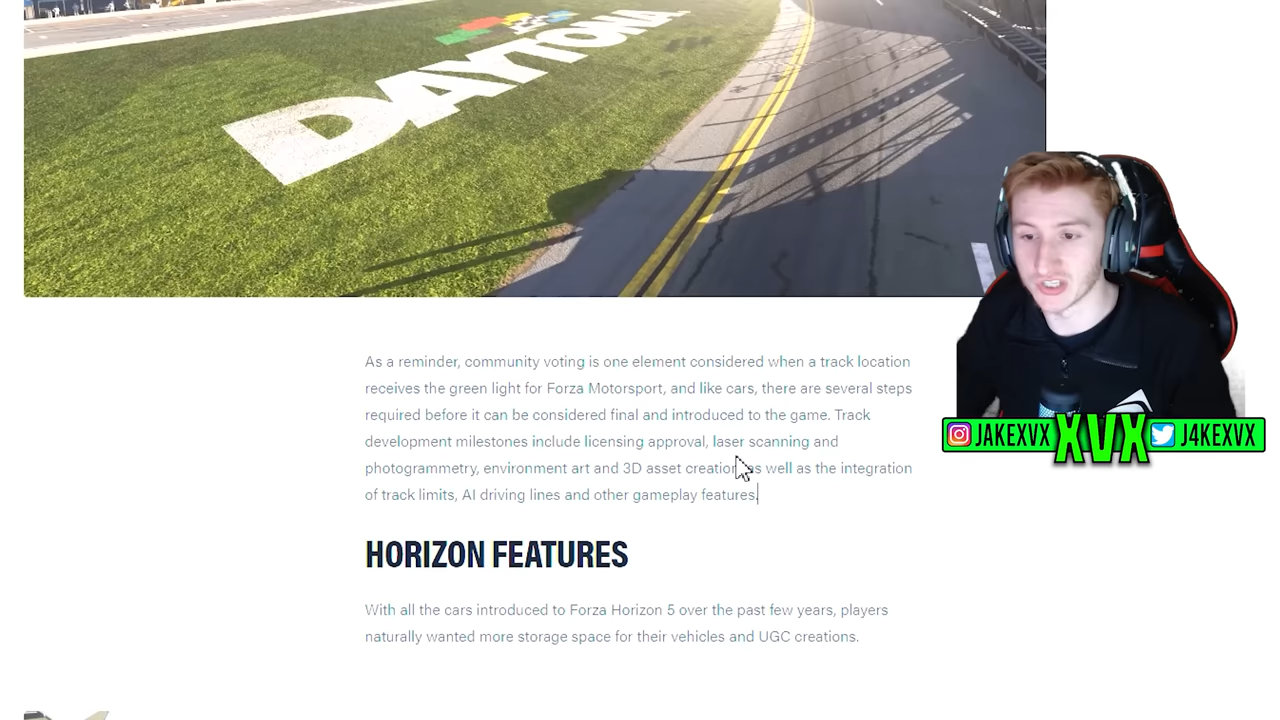 DAYTONA
As a reminder, community voting is one element considered when a track location
receives the green light for Forza Motorsport, and like cars, there are several steps
required before it can be considered final and introduced to the game. Track
development milestones include licensing approval, laser scanning and
photogrammetry, environment art and 3D asset creation as well as the integration
of track limits, AI driving lines and other gameplay features.
JAKEXVX XVX J4KEXVX
HORIZON FEATURES
With all the cars introduced to Forza Horizon 5 over the past few years, players
naturally wanted more storage space for their vehicles and UGC creations.